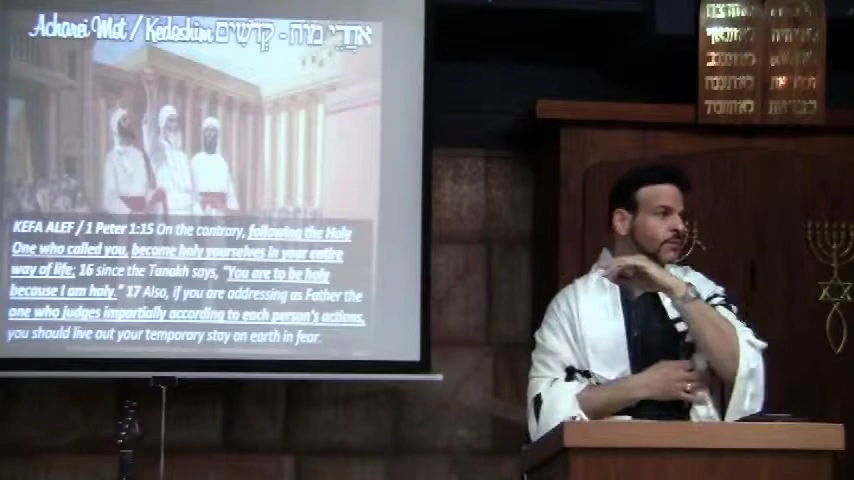 Acharei Mot / Kedoshim אחרי מות - קדשים
KEFA ALEF / 1 Peter 1:15 On the contrary, following the Holy
One who called you, become holy yourselves in your entire
way of life; 16 since the Tanakh says, "You are to be holy
because I am holy." 17 Also, if you are addressing as Father the
one who judges impartially according to each person's actions,
you should live out your temporary stay on earth in fear.